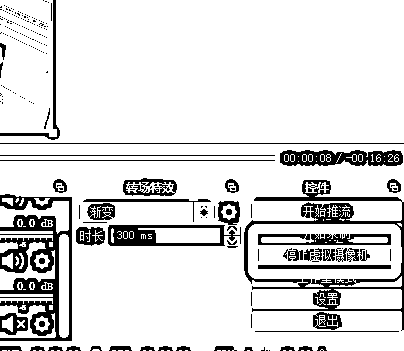 00:00:08 / -00:16:26
转场特效
控件
0.0 dB
渐变
开始推流
时长
300 ms
停止虚拟摄像机
0.0 dB
设置
退出